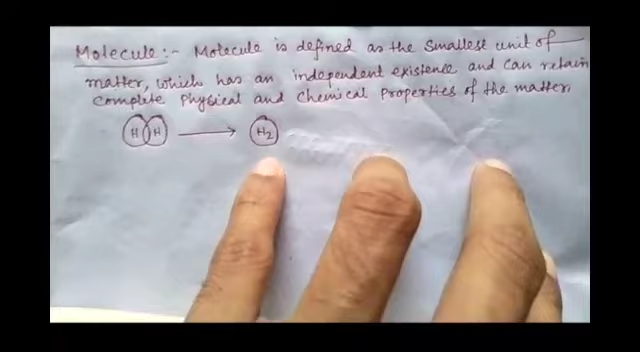 Molecule:- Molecule is defined as the smallest unit of
matter, which has an independent existence and can retain
complete Physical and Chemical Properties of the matter.
H H → H2